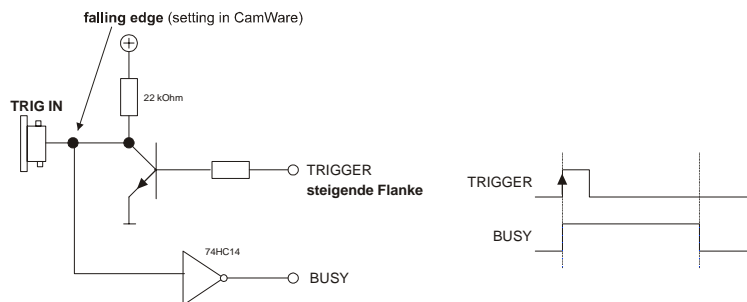 falling edge (setting in CamWare)
22 kOhm
TRIG IN
TRIGGER
steigende Flanke
74HC14
BUSY
TRIGGER
BUSY